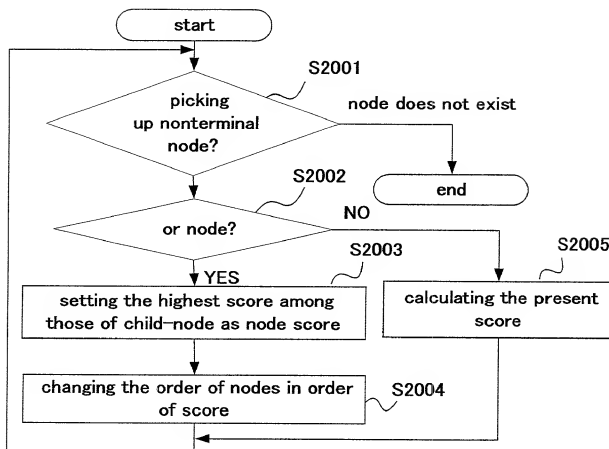 start
S2001
picking
up nonterminal
node?
node does not exist
end
S2002
or node?
NO
S2003
YES
S2005
setting the highest score among
those of child-node as node score
calculating the present
score
changing the order of nodes in order
of score
S2004